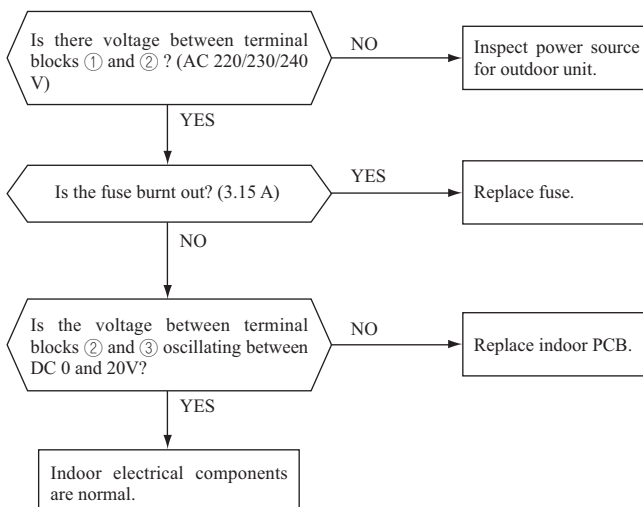 Is there voltage between terminal
blocks ① and ② ? (AC 220/230/240
V)
NO
Inspect power source
for outdoor unit.
YES
Is the fuse burnt out? (3.15 A)
YES
Replace fuse.
NO
Is the voltage between terminal
blocks ② and ③ oscillating between
DC 0 and 20V?
NO
Replace indoor PCB.
YES
Indoor electrical components
are normal.